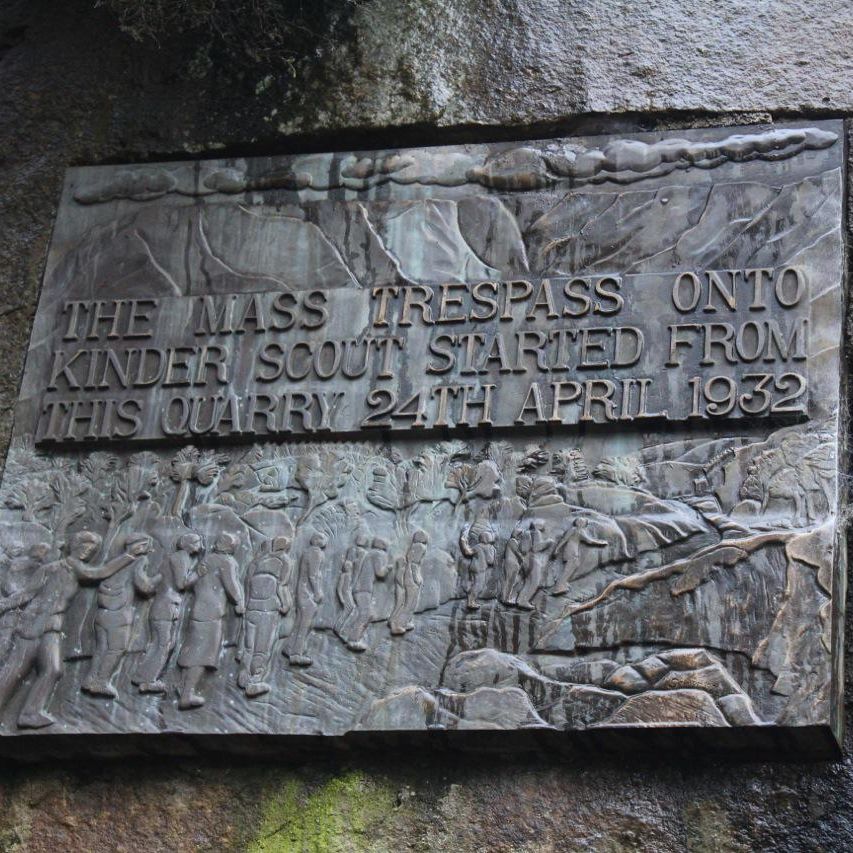 THE MASS TRESPASS ONTO
KINDER SCOUT STARTED FROM
THIS QUARRY 24TH APRIL 1932